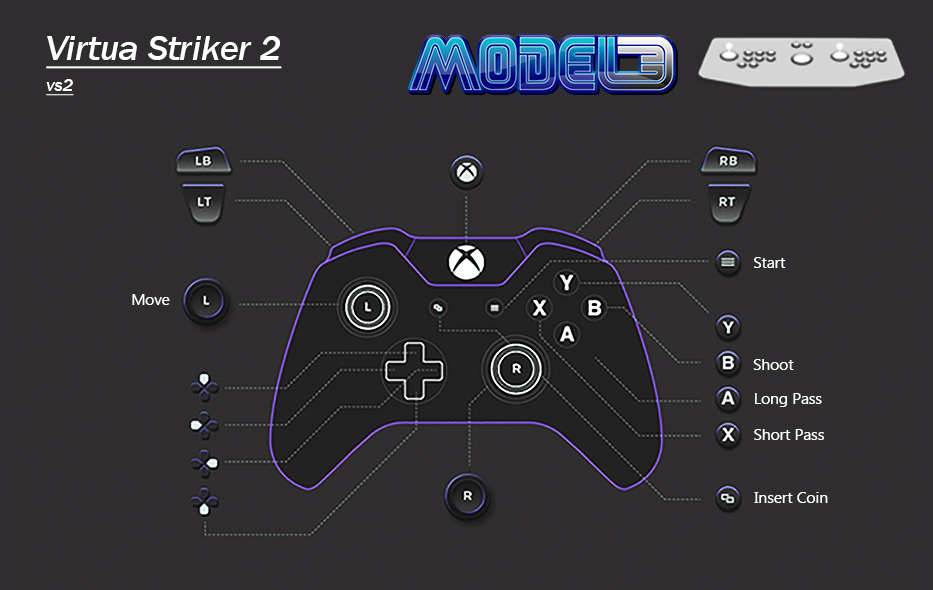 Virtua Striker 2
vs2
MODEL3
LB
RB
LT
RT
Start
Y
X
B
A
Move
L
L
Y
R
B
Shoot
A
Long Pass
X
Short Pass
R
Insert Coin